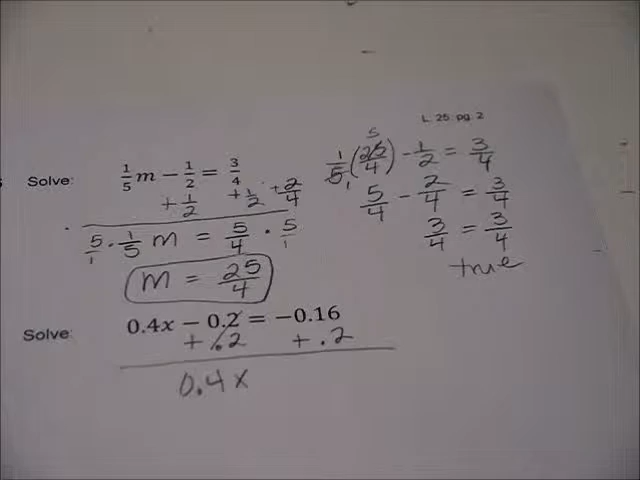 L. 25 pg. 2
Solve: 1/5 m − 1/2 = 3/4
+ 1/2 + 1/2 + 2/4
5/1 · 1/5 m = 5/4 · 5/1
m = 25/4
1/5 (25/4) − 1/2 = 3/4
5 1
5/4 − 2/4 = 3/4
3/4 = 3/4
true
Solve: 0.4x − 0.2 = −0.16
+ .2 + .2
0.4x